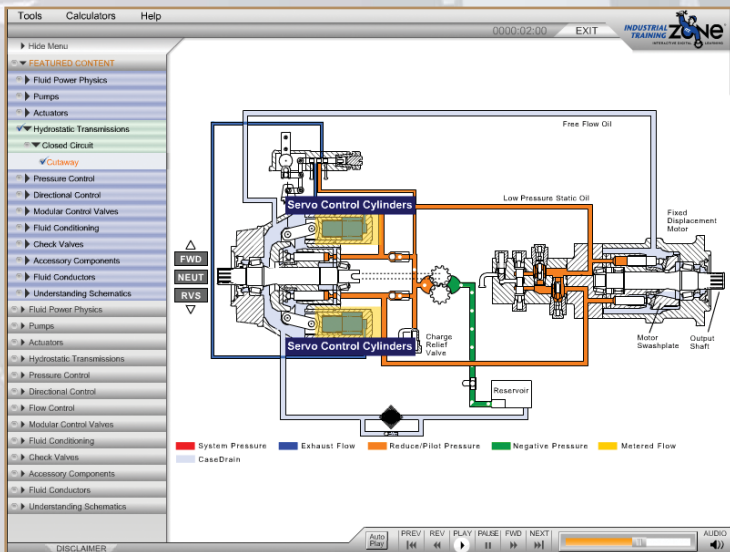 Tools Calculators Help
0000:02:00 EXIT
INDUSTRIAL TRAINING ZONE
INTERACTIVE DIGITAL LEARNING
Hide Menu
FEATURED CONTENT
Fluid Power Physics
Pumps
Actuators
Hydrostatic Transmissions
Closed Circuit
Cutaway
Pressure Control
Directional Control
Modular Control Valves
Fluid Conditioning
Check Valves
Accessory Components
Fluid Conductors
Understanding Schematics
Fluid Power Physics
Pumps
Actuators
Hydrostatic Transmissions
Pressure Control
Directional Control
Flow Control
Modular Control Valves
Fluid Conditioning
Check Valves
Accessory Components
Fluid Conductors
Understanding Schematics
DISCLAIMER
Free Flow Oil
Servo Control Cylinders
Low Pressure Static Oil
Fixed
Displacement
Motor
FWD
NEUT
RVS
Servo Control Cylinders
Charge
Relief
Valve
Motor
Swashplate
Output
Shaft
Reservoir
System Pressure Exhaust Flow Reduce/Pilot Pressure Negative Pressure Metered Flow
CaseDrain
Auto
Play
PREV REV PLAY PAUSE FWD NEXT
AUDIO